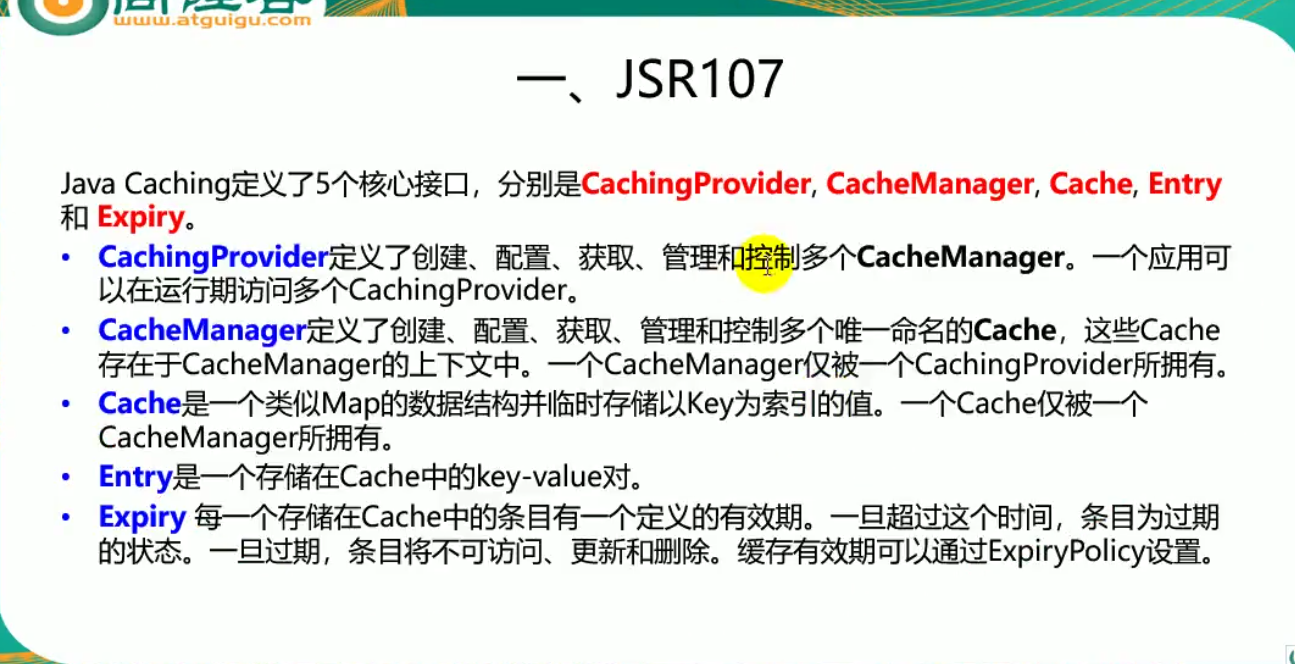 www.atguigu.com
一、JSR107
Java Caching定义了5个核心接口，分别是CachingProvider, CacheManager, Cache, Entry
和 Expiry。
• CachingProvider定义了创建、配置、获取、管理和控制多个CacheManager。一个应用可
以在运行期访问多个CachingProvider。
• CacheManager定义了创建、配置、获取、管理和控制多个唯一命名的Cache，这些Cache
存在于CacheManager的上下文中。一个CacheManager仅被一个CachingProvider所拥有。
• Cache是一个类似Map的数据结构并临时存储以Key为索引的值。一个Cache仅被一个
CacheManager所拥有。
• Entry是一个存储在Cache中的key-value对。
• Expiry 每一个存储在Cache中的条目有一个定义的有效期。一旦超过这个时间，条目为过期
的状态。一旦过期，条目将不可访问、更新和删除。缓存有效期可以通过ExpiryPolicy设置。